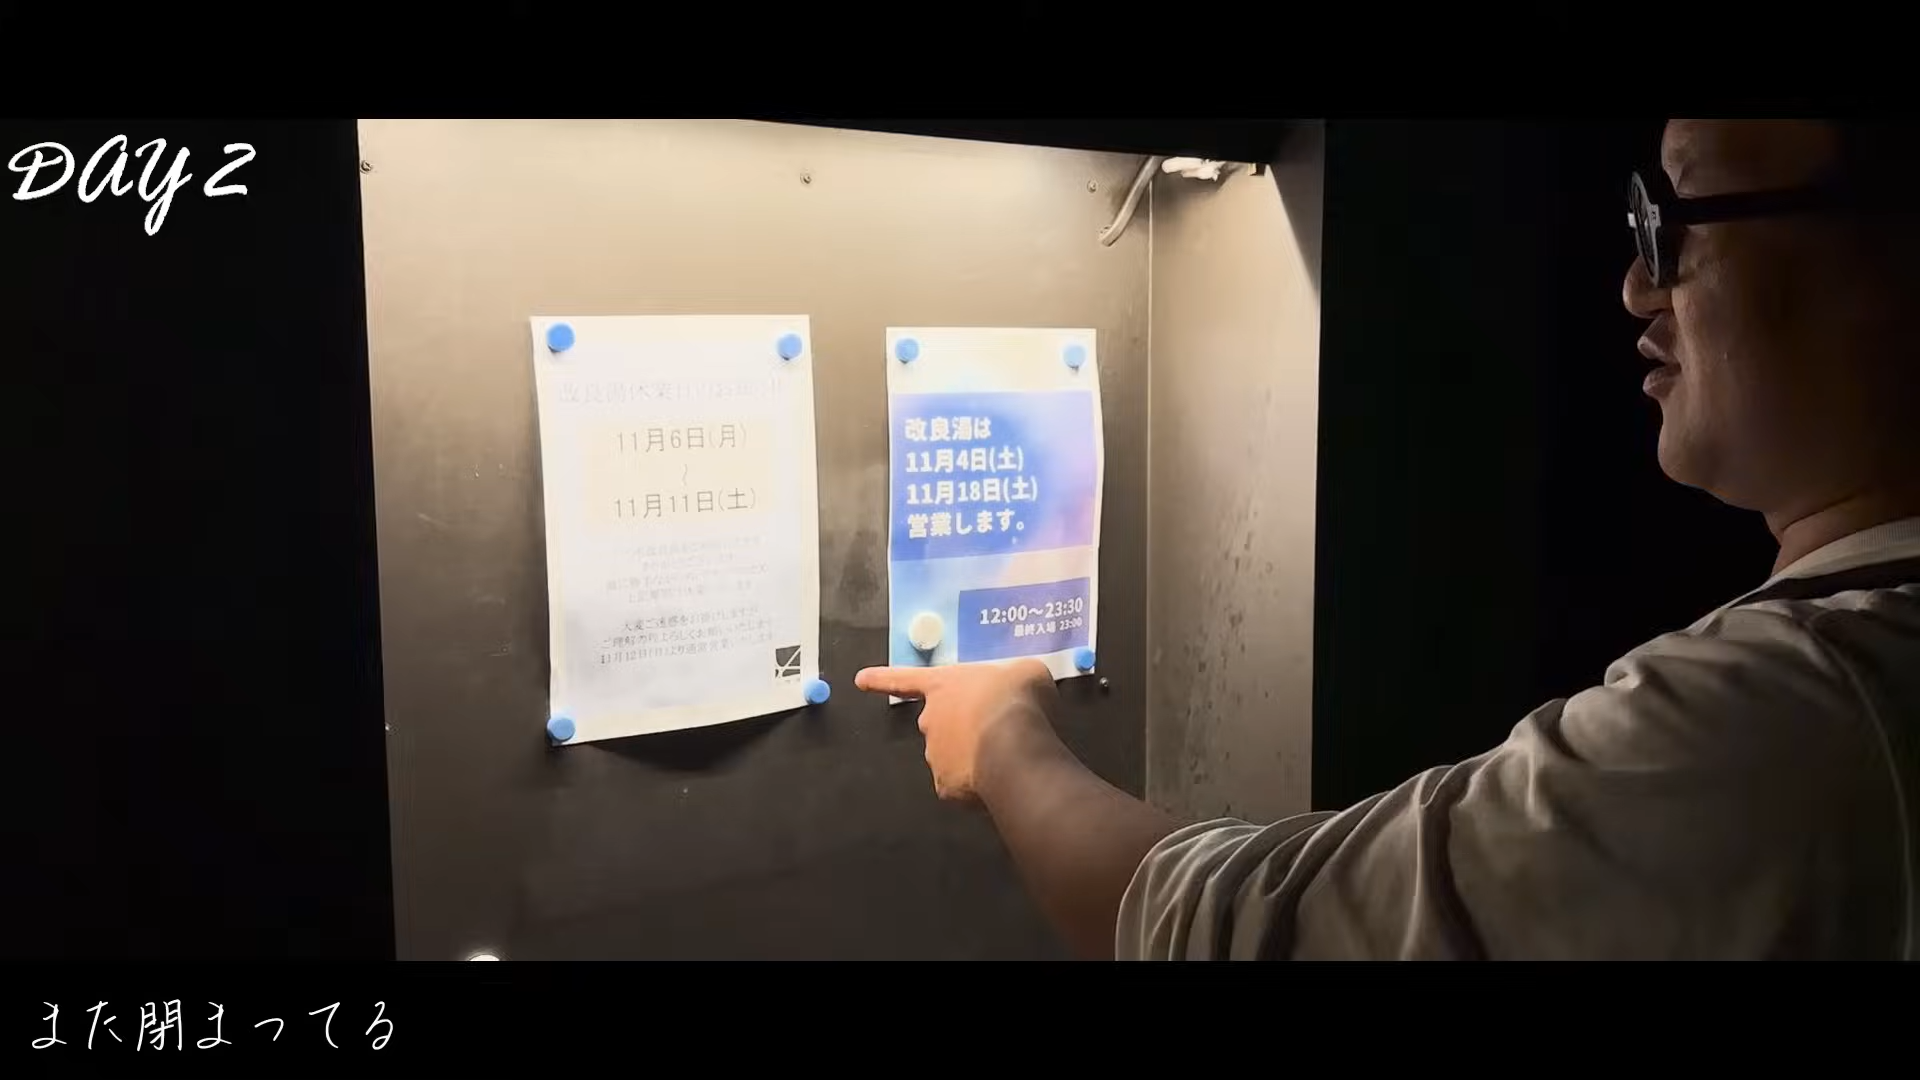 DAY 2
改良湯休業日のお知らせ
11月6日(月)
〜
11月11日(土)
大変ご迷惑をお掛けしますが
ご理解の程よろしくお願いいたします
11月12日(日)より通常営業いたします
改良湯は
11月4日(土)
11月18日(土)
営業します。
12:00〜23:30
最終入場 23:00
また閉まってる